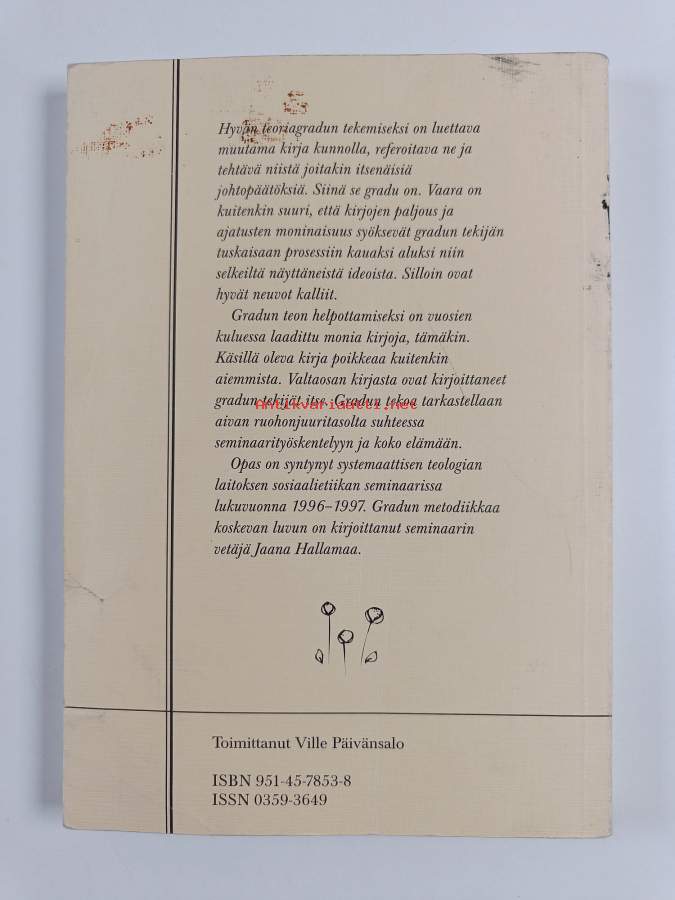 Hyvän teoriagradun tekemiseksi on luettava
muutama kirja kunnolla, referoitava ne ja
tehtävä niistä joitakin itsenäisiä
johtopäätöksiä. Siinä se gradu on. Vaara on
kuitenkin suuri, että kirjojen paljous ja
ajatusten moninaisuus syöksevät gradun tekijän
tuskaisaan prosessiin kauaksi aluksi niin
selkeiltä näyttäneistä ideoista. Silloin ovat
hyvät neuvot kalliit.
Gradun teon helpottamiseksi on vuosien
kuluessa laadittu monia kirjoja, tämäkin.
Käsillä oleva kirja poikkeaa kuitenkin
aiemmista. Valtaosan kirjasta ovat kirjoittaneet
gradun tekijät itse. Gradun tekoa tarkastellaan
Antikvariaatti.net
aivan ruohonjuuritasolta suhteessa
seminaarityöskentelyyn ja koko elämään.
Opas on syntynyt systemaattisen teologian
laitoksen sosiaalietiikan seminaarissa
lukuvuonna 1996–1997. Gradun metodiikkaa
koskevan luvun on kirjoittanut seminaarin
vetäjä Jaana Hallamaa.
Toimittanut Ville Päivänsalo
ISBN 951-45-7853-8
ISSN 0359-3649